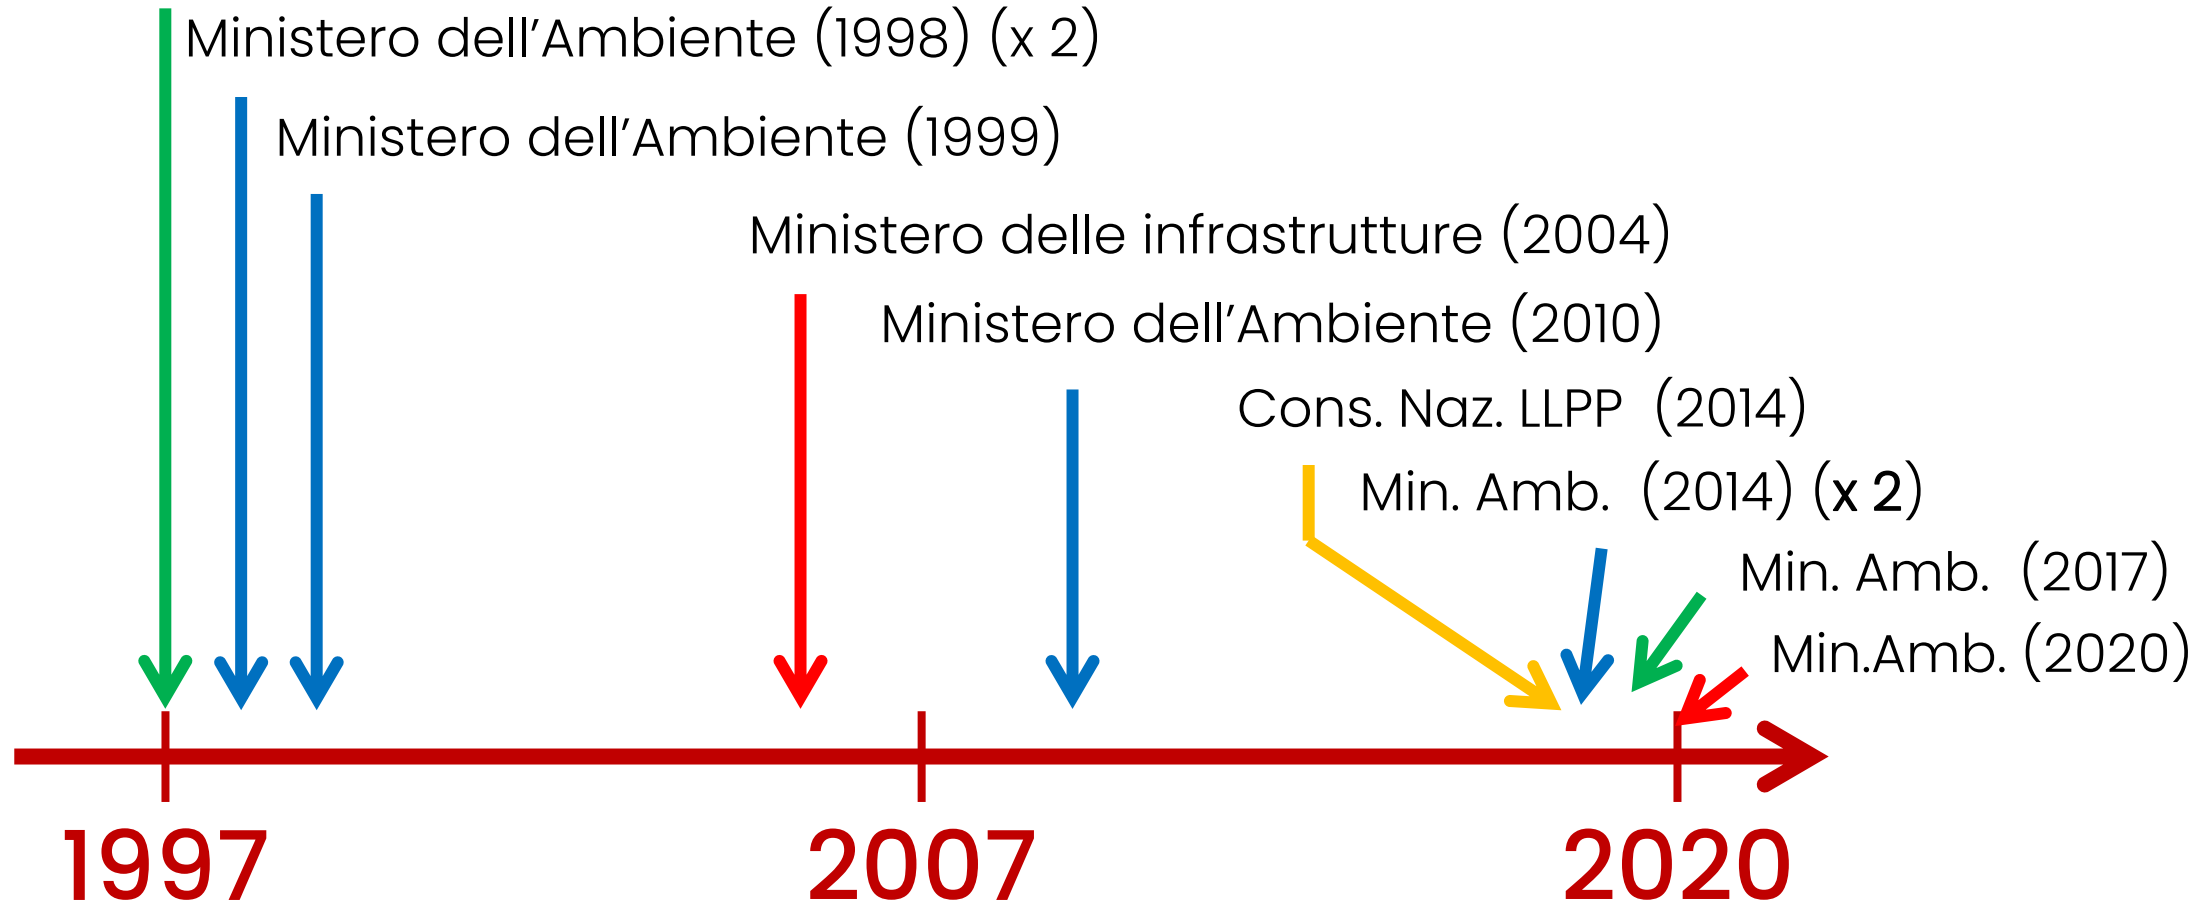 Ministero dell'Ambiente (1998) (x 2)
Ministero dell'Ambiente (1999)
Ministero delle infrastrutture (2004)
Ministero dell'Ambiente (2010)
Cons. Naz. LLPP (2014)
Min. Amb. (2014) (x 2)
Min. Amb. (2017)
Min.Amb. (2020)
1997 2007 2020